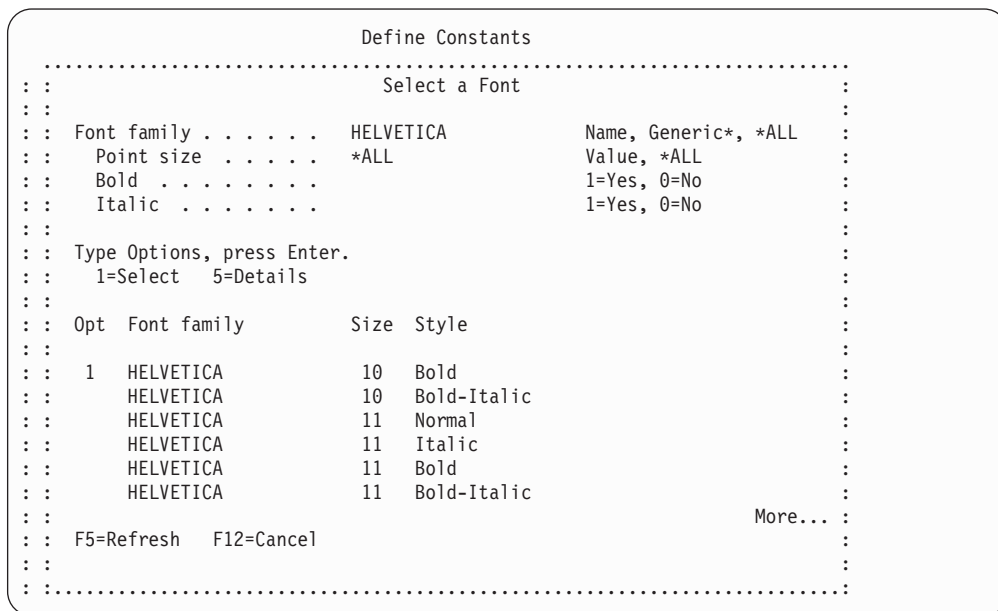 Define Constants
..............................................................................
: : Select a Font :
: : :
: : Font family . . . . . . HELVETICA Name, Generic*, *ALL :
: : Point size . . . . . *ALL Value, *ALL :
: : Bold . . . . . . . . 1=Yes, 0=No :
: : Italic . . . . . . . 1=Yes, 0=No :
: : :
: : Type Options, press Enter. :
: : 1=Select 5=Details :
: : :
: : Opt Font family Size Style :
: : :
: : 1 HELVETICA 10 Bold :
: : HELVETICA 10 Bold-Italic :
: : HELVETICA 11 Normal :
: : HELVETICA 11 Italic :
: : HELVETICA 11 Bold :
: : HELVETICA 11 Bold-Italic :
: : More... :
: : F5=Refresh F12=Cancel :
: : :
: :...........................................................................: